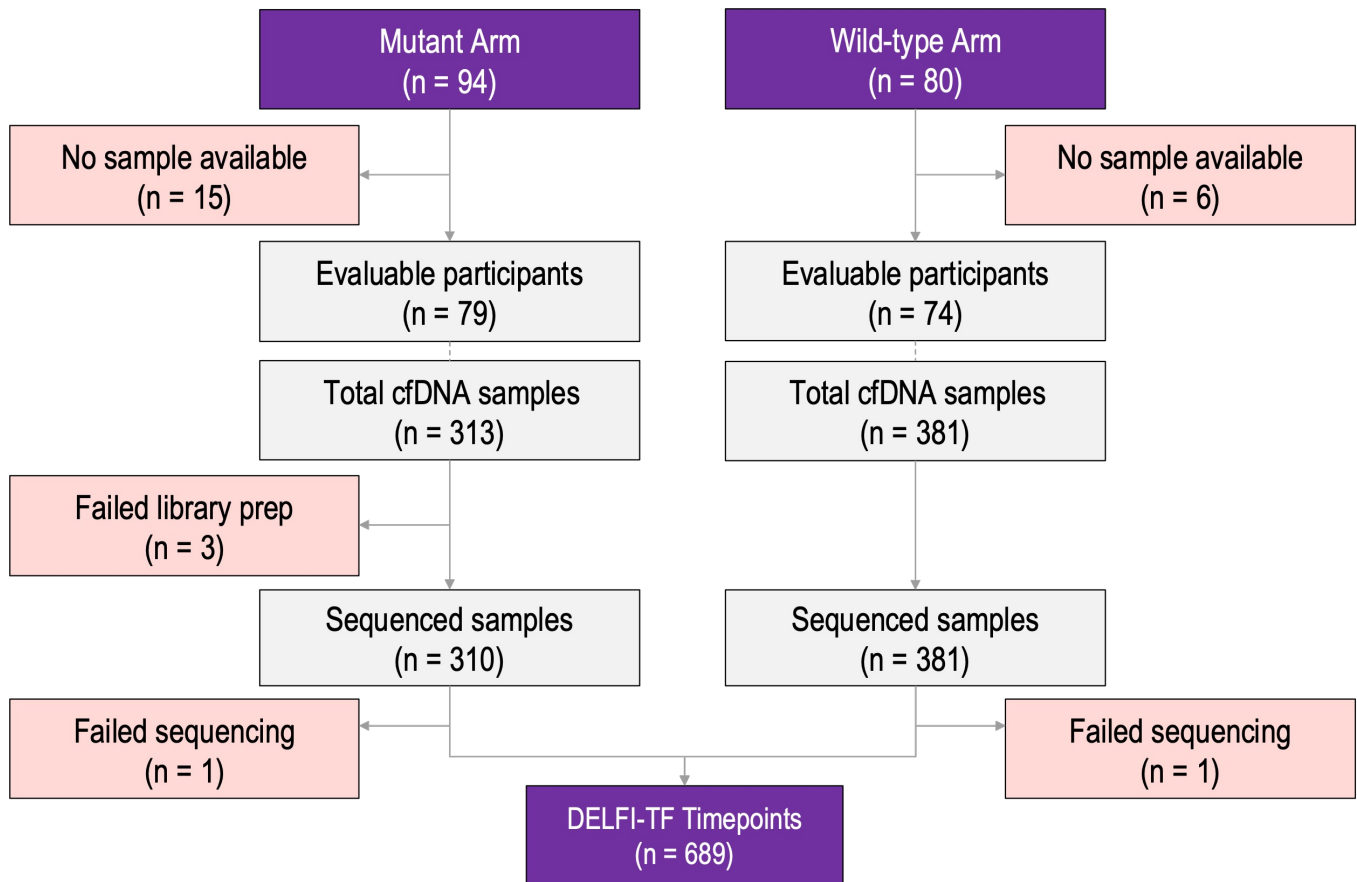 Mutant Arm
(n = 94)
Wild-type Arm
(n = 80)
No sample available
(n = 15)
No sample available
(n = 6)
Evaluable participants
(n = 79)
Evaluable participants
(n = 74)
Total cfDNA samples
(n = 313)
Total cfDNA samples
(n = 381)
Failed library prep
(n = 3)
Sequenced samples
(n = 310)
Sequenced samples
(n = 381)
Failed sequencing
(n = 1)
Failed sequencing
(n = 1)
DELFI-TF Timepoints
(n = 689)